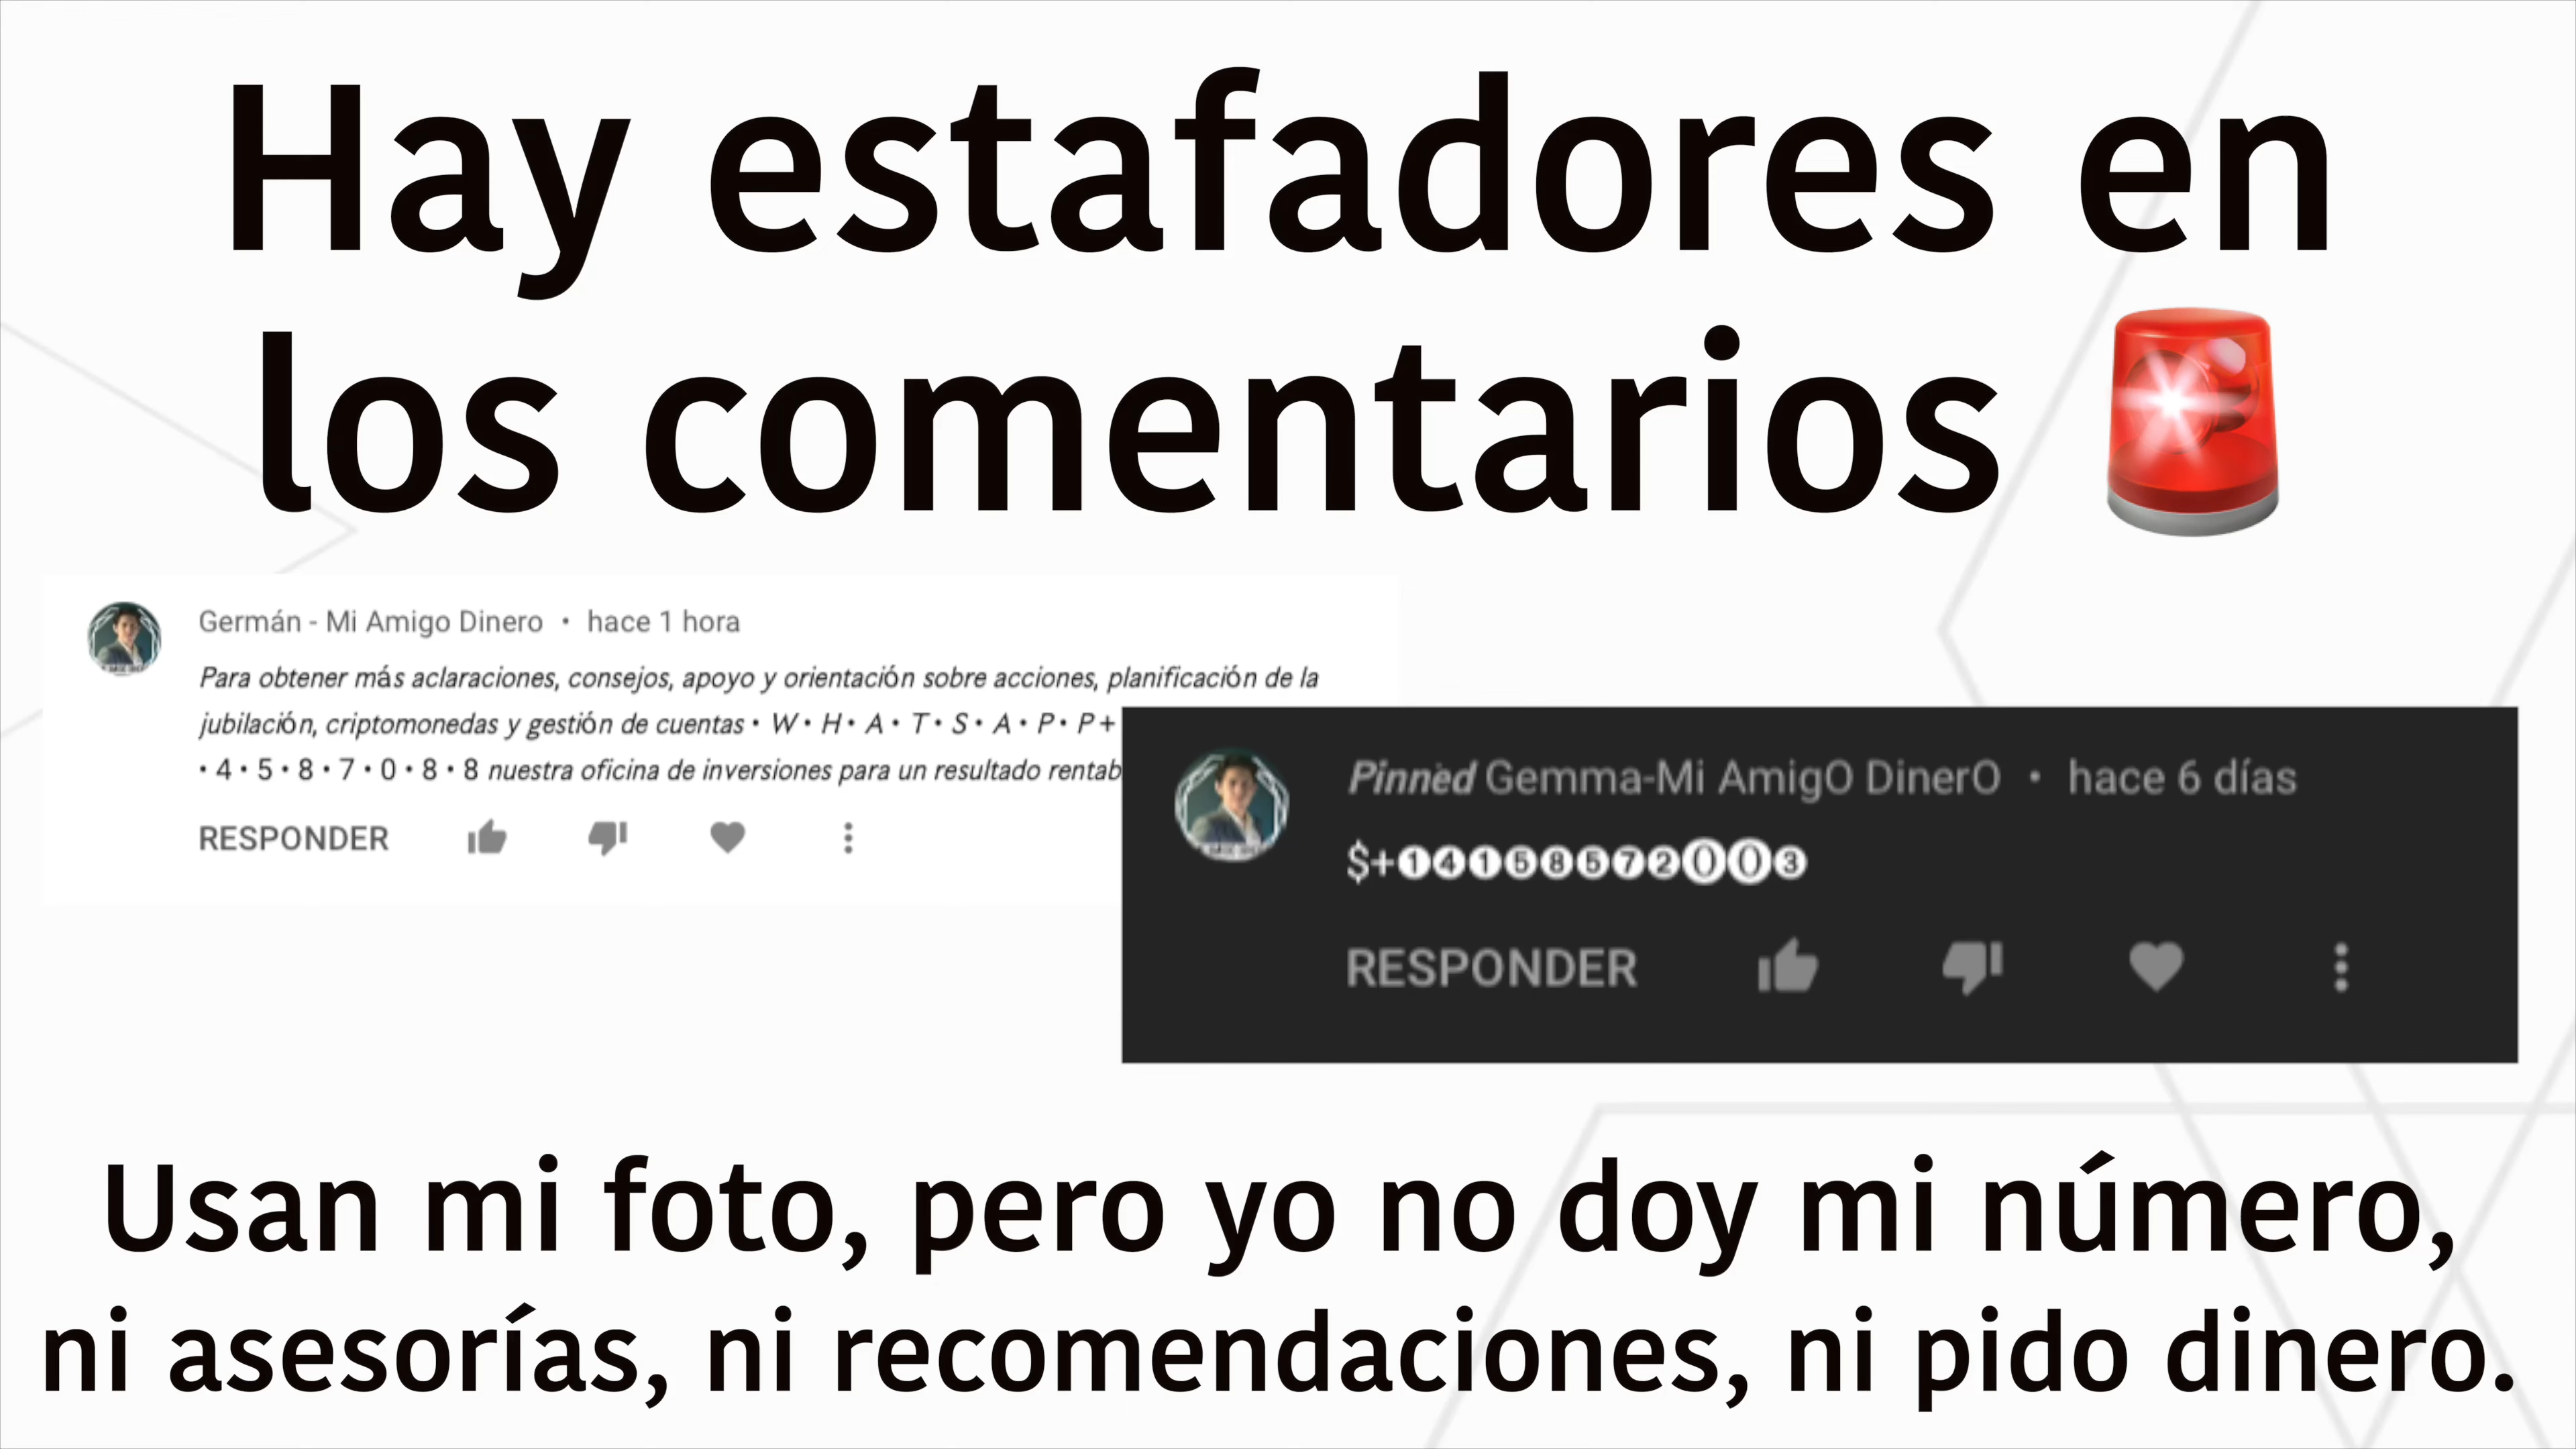 Hay estafadores en
los comentarios 🚨
Germán - Mi Amigo Dinero • hace 1 hora
Para obtener más aclaraciones, consejos, apoyo y orientación sobre acciones, planificación de la
jubilación, criptomonedas y gestión de cuentas • W • H • A • T • S • A • P • P +
• 4 • 5 • 8 • 7 • 0 • 8 • 8 nuestra oficina de inversiones para un resultado rentab
RESPONDER
Pinnèd Gemma-Mi AmigO DinerO • hace 6 días
$+❶❹❶❺❽❺❼❷⓿⓿❸
RESPONDER
Usan mi foto, pero yo no doy mi número,
ni asesorías, ni recomendaciones, ni pido dinero.